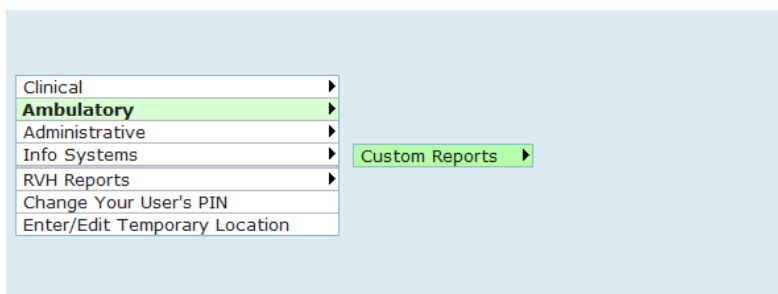 Clinical
Ambulatory
Administrative
Info Systems
Custom Reports
RVH Reports
Change Your User's PIN
Enter/Edit Temporary Location